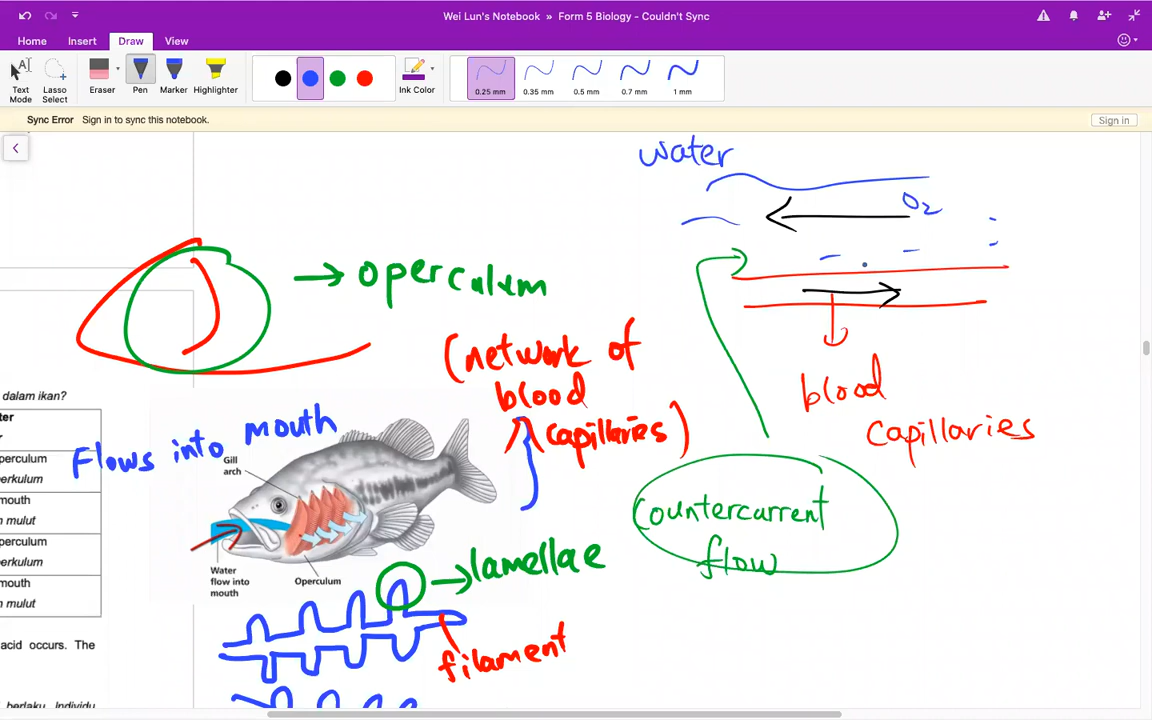 Wei Lun's Notebook » Form 5 Biology - Couldn't Sync
Home Insert Draw View
Text Mode
Lasso Select
Eraser
Pen
Marker
Highlighter
Ink Color
0.25 mm
0.35 mm
0.5 mm
0.7 mm
1 mm
Sync Error Sign in to sync this notebook.
Sign in
water
O2
→ operculum
(network of
blood
capillaries)
blood
capillaries
dalam ikan?
ter
r
perculum
perkulum
mouth
n mulut
perculum
perkulum
mouth
n mulut
acid occurs. The
berlaku. Individu
Flows into mouth
Gill
arch
Water
flow into
mouth
Operculum
countercurrent
flow
→ lamellae
filament